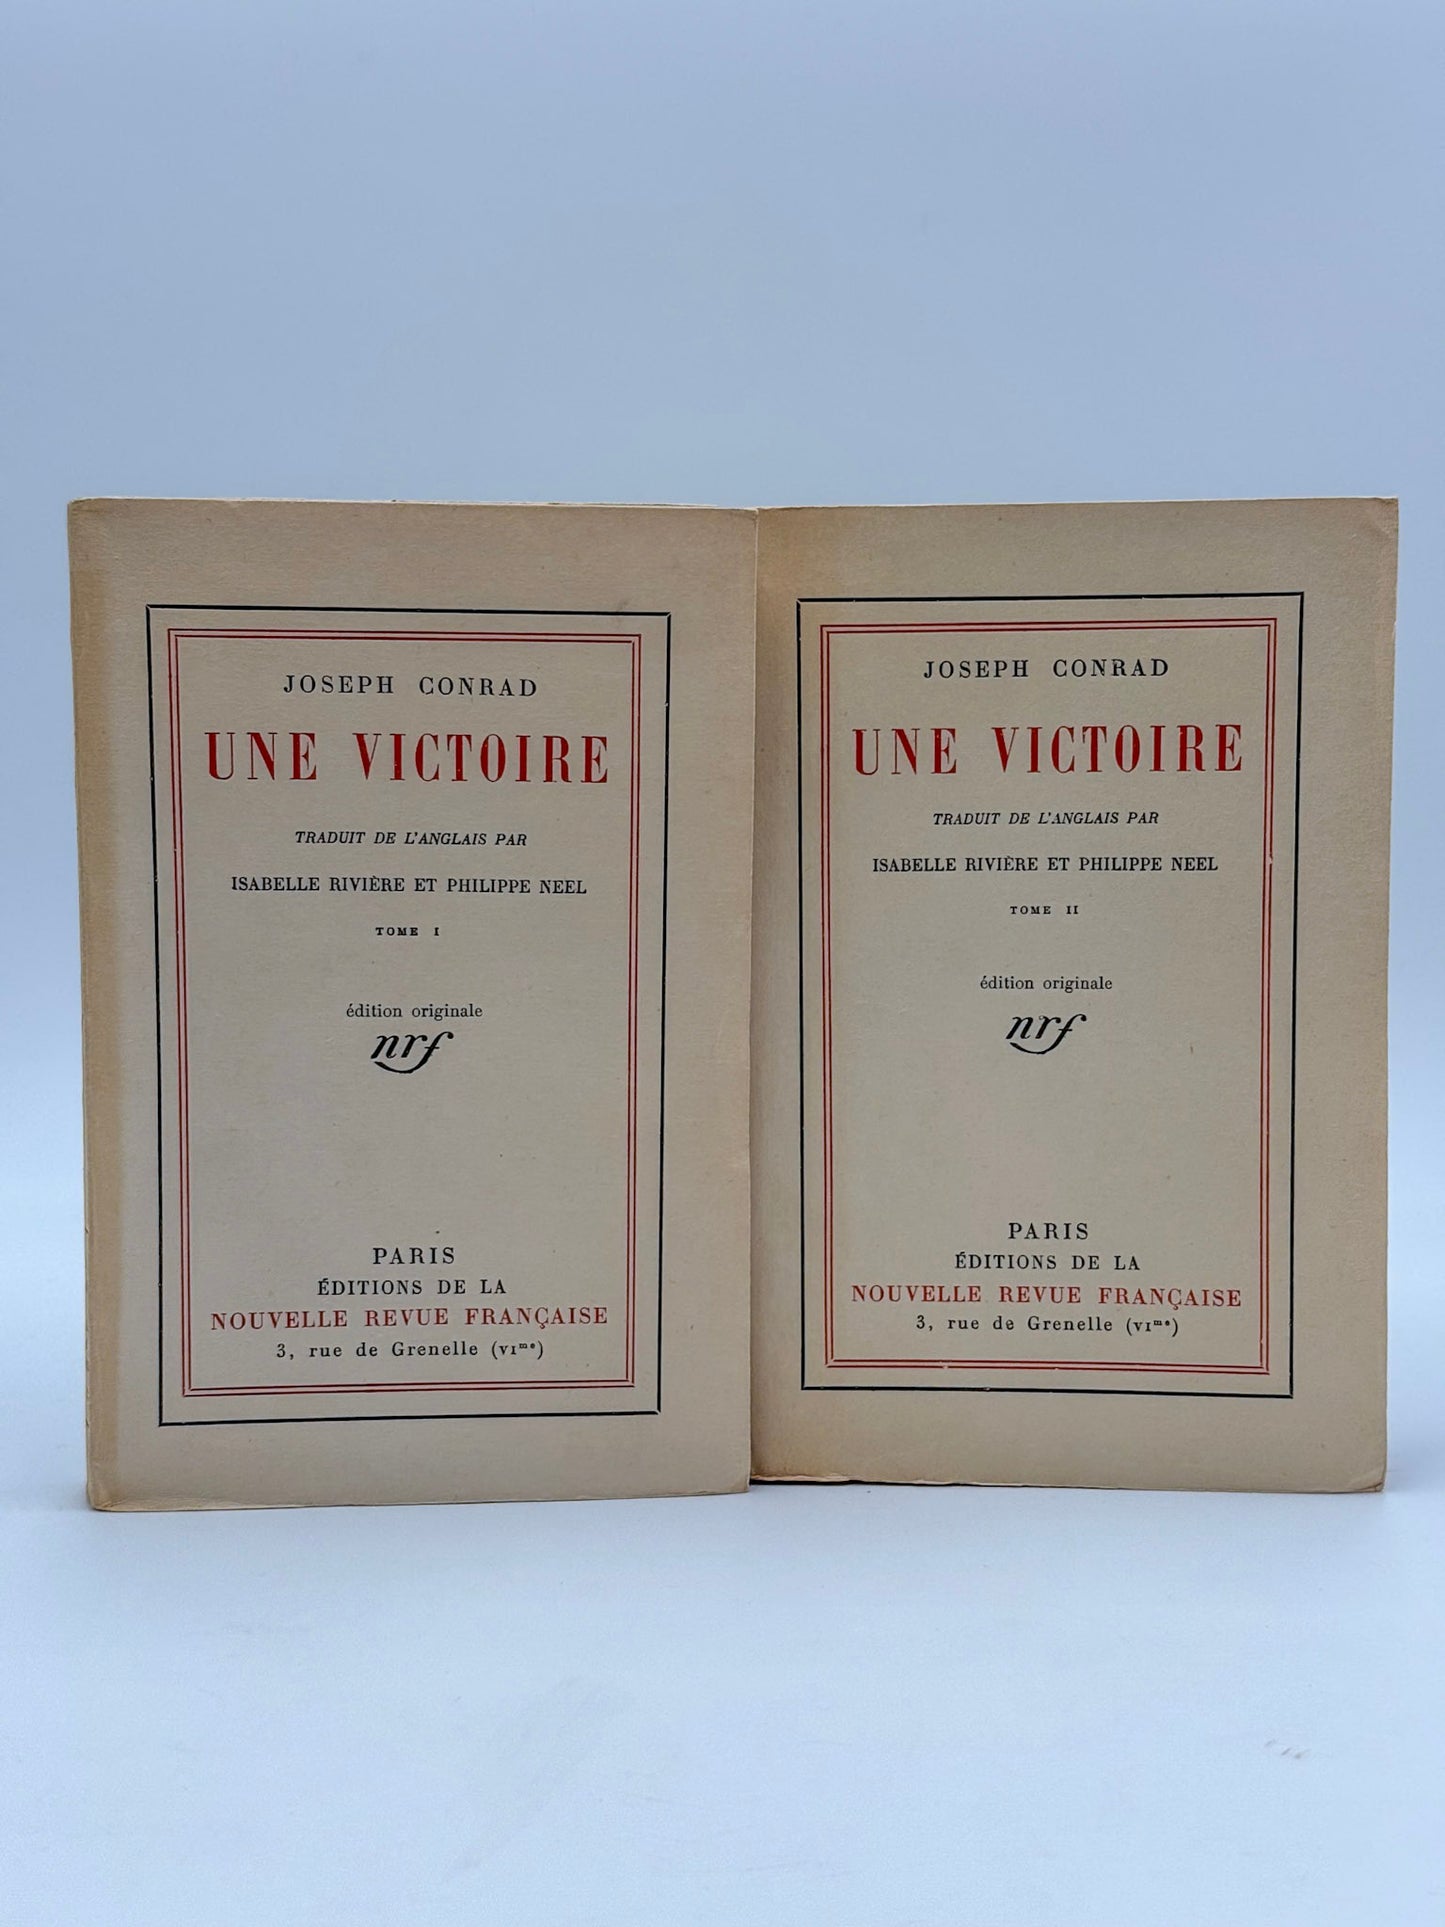 JOSEPH CONRAD
UNE VICTOIRE
TRADUIT DE L'ANGLAIS PAR
ISABELLE RIVIÈRE ET PHILIPPE NEEL
TOME I
édition originale
nrf
PARIS
ÉDITIONS DE LA
NOUVELLE REVUE FRANÇAISE
3, rue de Grenelle (VIme)
JOSEPH CONRAD
UNE VICTOIRE
TRADUIT DE L'ANGLAIS PAR
ISABELLE RIVIÈRE ET PHILIPPE NEEL
TOME II
édition originale
nrf
PARIS
ÉDITIONS DE LA
NOUVELLE REVUE FRANÇAISE
3, rue de Grenelle (VIme)